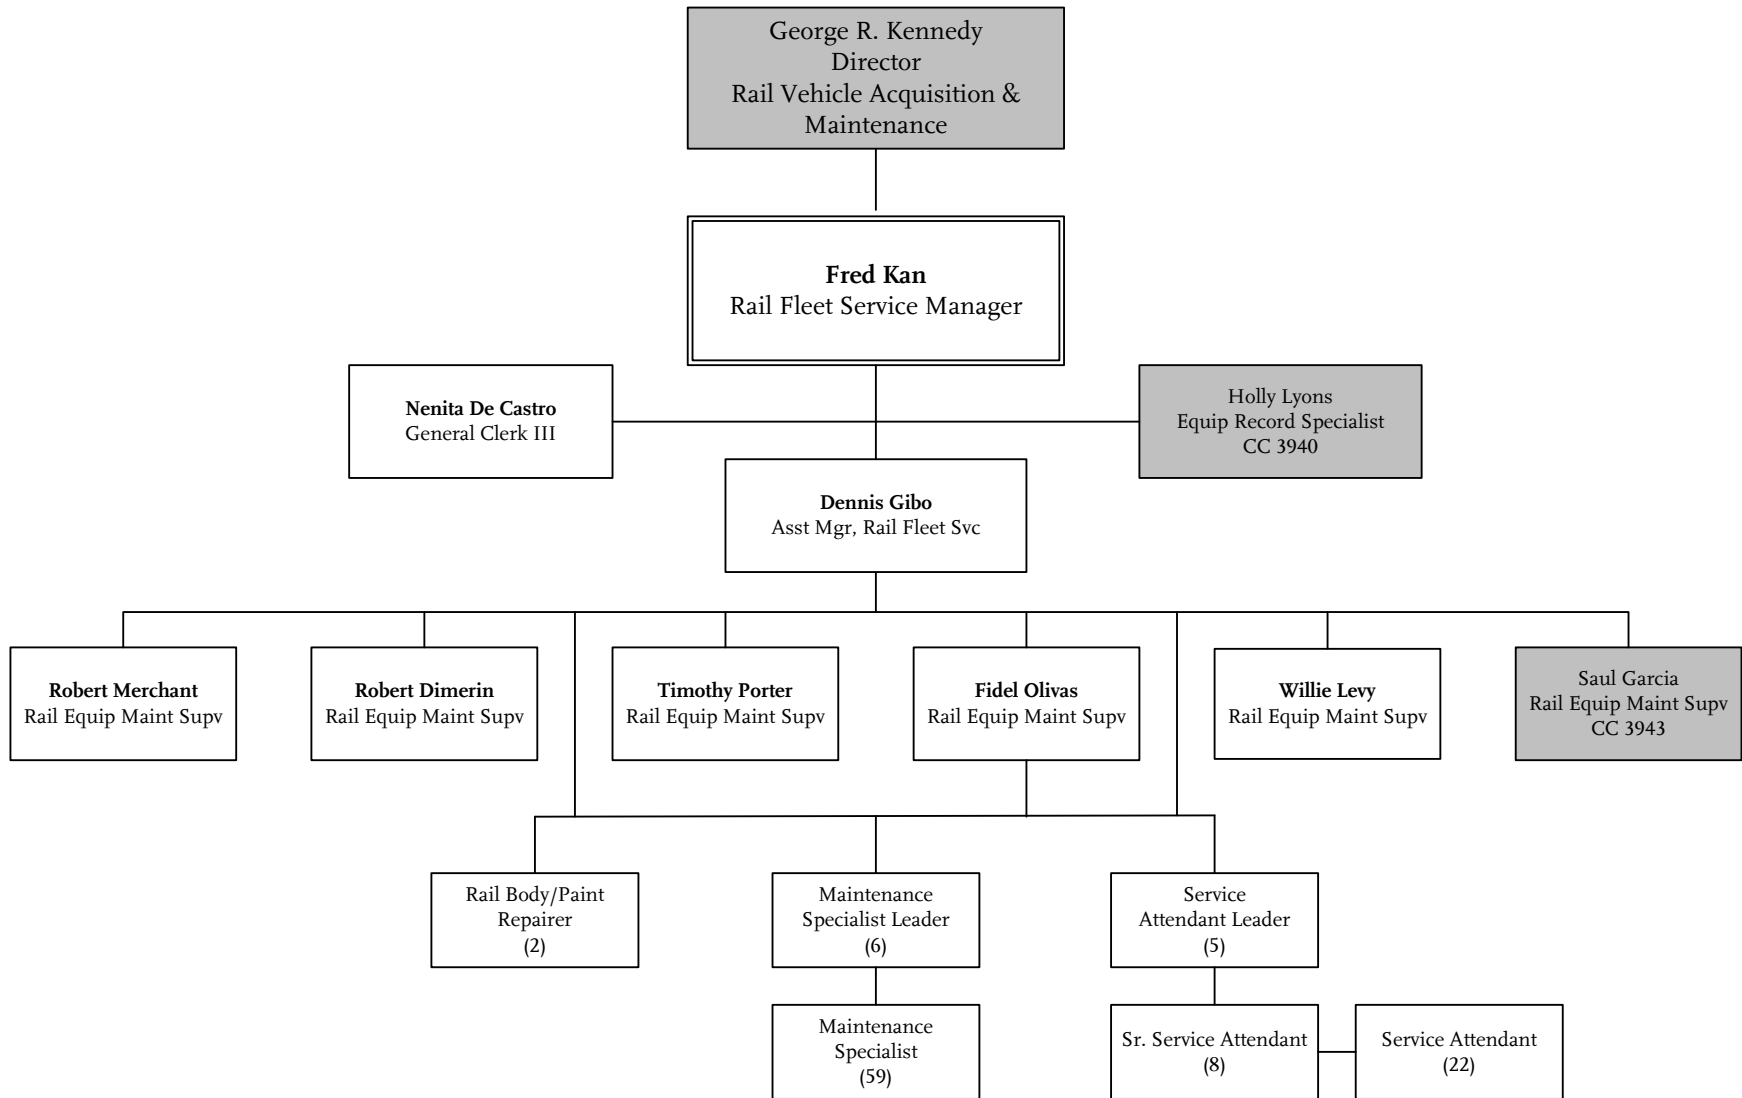 George R. Kennedy
Director
Rail Vehicle Acquisition &
Maintenance
Fred Kan
Rail Fleet Service Manager
Nenita De Castro
General Clerk III
Holly Lyons
Equip Record Specialist
CC 3940
Dennis Gibo
Asst Mgr, Rail Fleet Svc
Robert Merchant
Rail Equip Maint Supv
Robert Dimerin
Rail Equip Maint Supv
Timothy Porter
Rail Equip Maint Supv
Fidel Olivas
Rail Equip Maint Supv
Willie Levy
Rail Equip Maint Supv
Saul Garcia
Rail Equip Maint Supv
CC 3943
Rail Body/Paint
Repairer
(2)
Maintenance
Specialist Leader
(6)
Service
Attendant Leader
(5)
Maintenance
Specialist
(59)
Sr. Service Attendant
(8)
Service Attendant
(22)